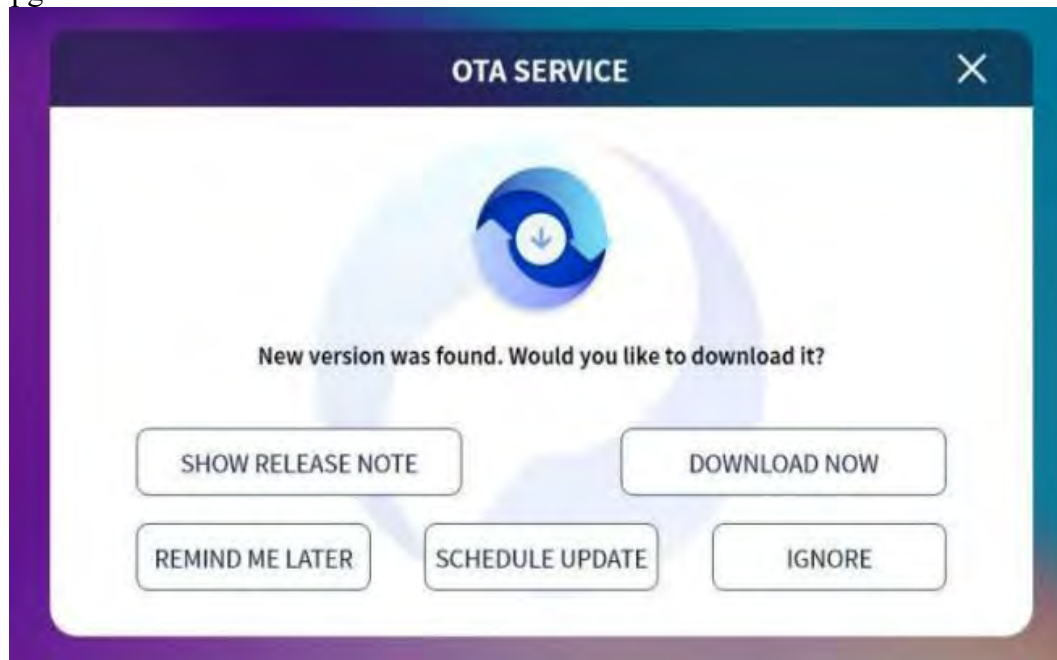 OTA SERVICE
New version was found. Would you like to download it?
SHOW RELEASE NOTE
DOWNLOAD NOW
REMIND ME LATER
SCHEDULE UPDATE
IGNORE